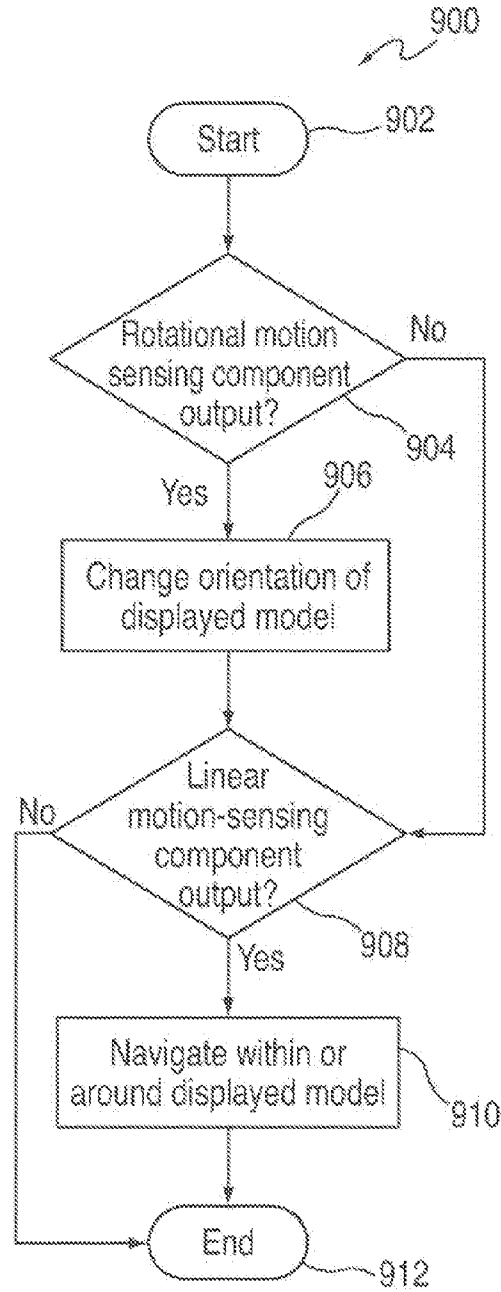 900
Start
902
Rotational motion
sensing component
output?
No
904
Yes
906
Change orientation of
displayed model
Linear
motion-sensing
component
output?
No
908
Yes
Navigate within or
around displayed model
910
End
912